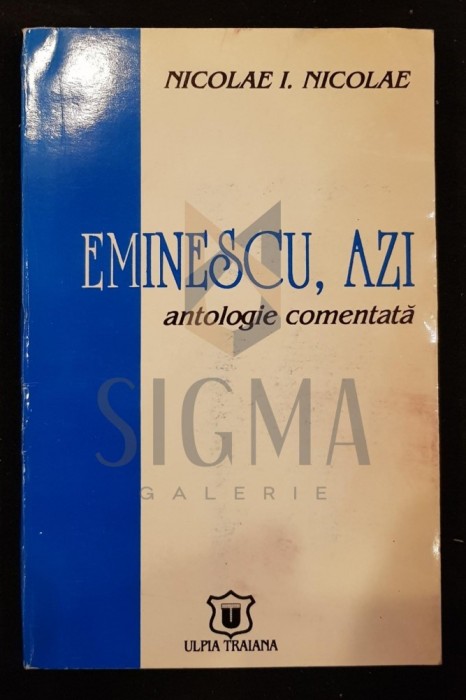 NICOLAE I. NICOLAE
EMINESCU, AZI
antologie comentată
SIGMA
GALERIE
U
ULPIA TRAIANA